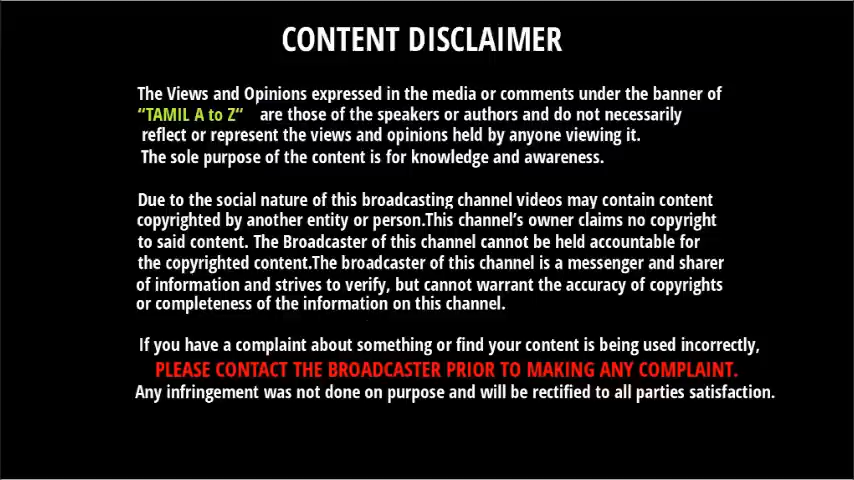 CONTENT DISCLAIMER
The Views and Opinions expressed in the media or comments under the banner of
“TAMIL A to Z” are those of the speakers or authors and do not necessarily
reflect or represent the views and opinions held by anyone viewing it.
The sole purpose of the content is for knowledge and awareness.
Due to the social nature of this broadcasting channel videos may contain content
copyrighted by another entity or person.This channel’s owner claims no copyright
to said content. The Broadcaster of this channel cannot be held accountable for
the copyrighted content.The broadcaster of this channel is a messenger and sharer
of information and strives to verify, but cannot warrant the accuracy of copyrights
or completeness of the information on this channel.
If you have a complaint about something or find your content is being used incorrectly,
PLEASE CONTACT THE BROADCASTER PRIOR TO MAKING ANY COMPLAINT.
Any infringement was not done on purpose and will be rectified to all parties satisfaction.